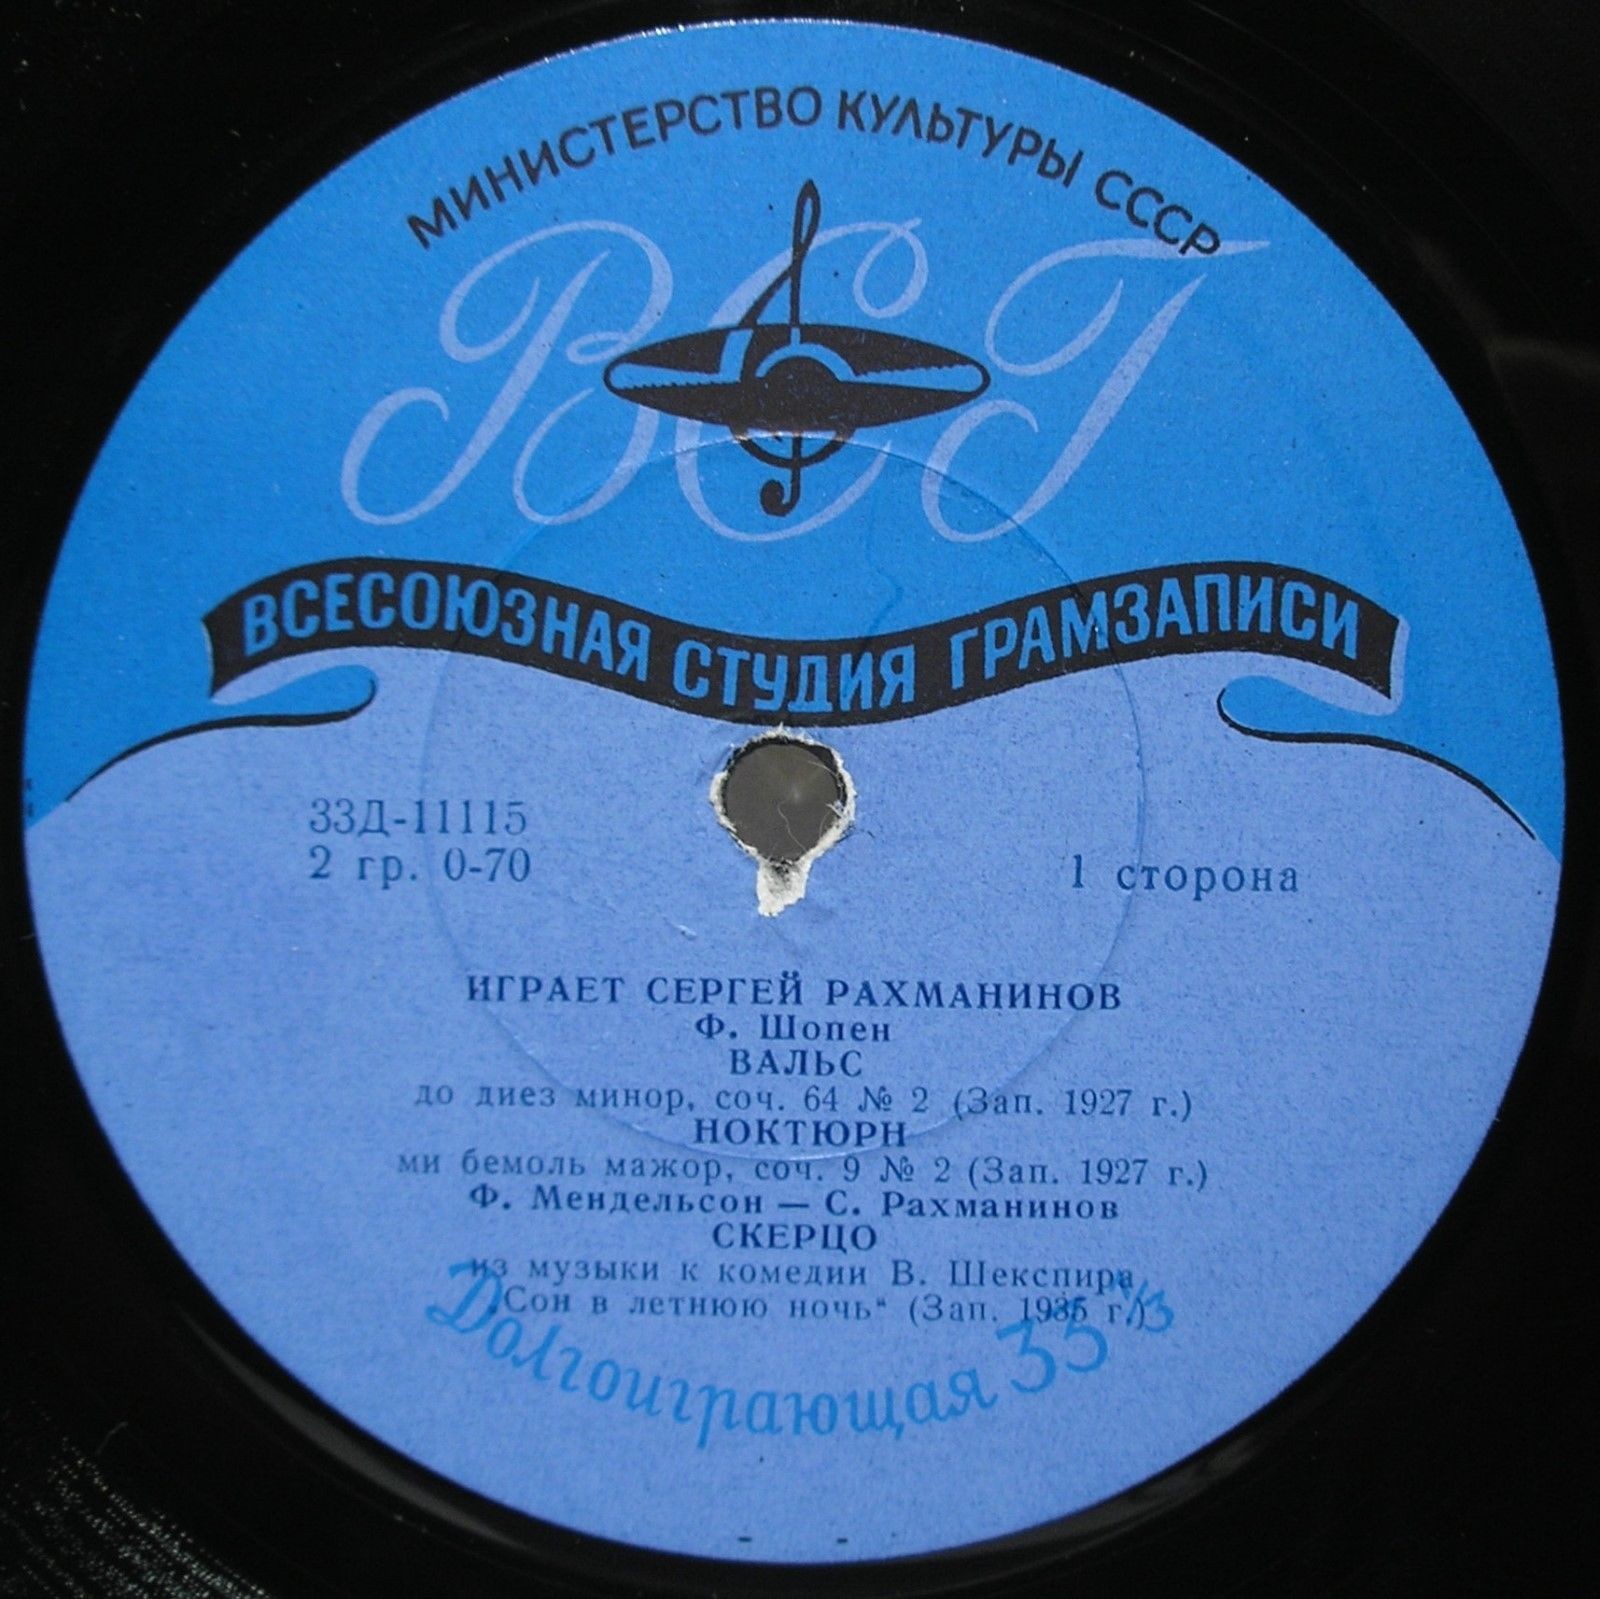 МИНИСТЕРСТВО КУЛЬТУРЫ СССР
ВСГ
ВСЕСОЮЗНАЯ СТУДИЯ ГРАМЗАПИСИ
33Д-11115
2 гр. 0-70
1 сторона
ИГРАЕТ СЕРГЕЙ РАХМАНИНОВ
Ф. Шопен
ВАЛЬС
до диез минор, соч. 64 № 2 (Зап. 1927 г.)
НОКТЮРН
ми бемоль мажор, соч. 9 № 2 (Зап. 1927 г.)
Ф. Мендельсон — С. Рахманинов
СКЕРЦО
из музыки к комедии В. Шекспира
„Сон в летнюю ночь“ (Зап. 1935 г.)
Долгоиграющая 33 1/3